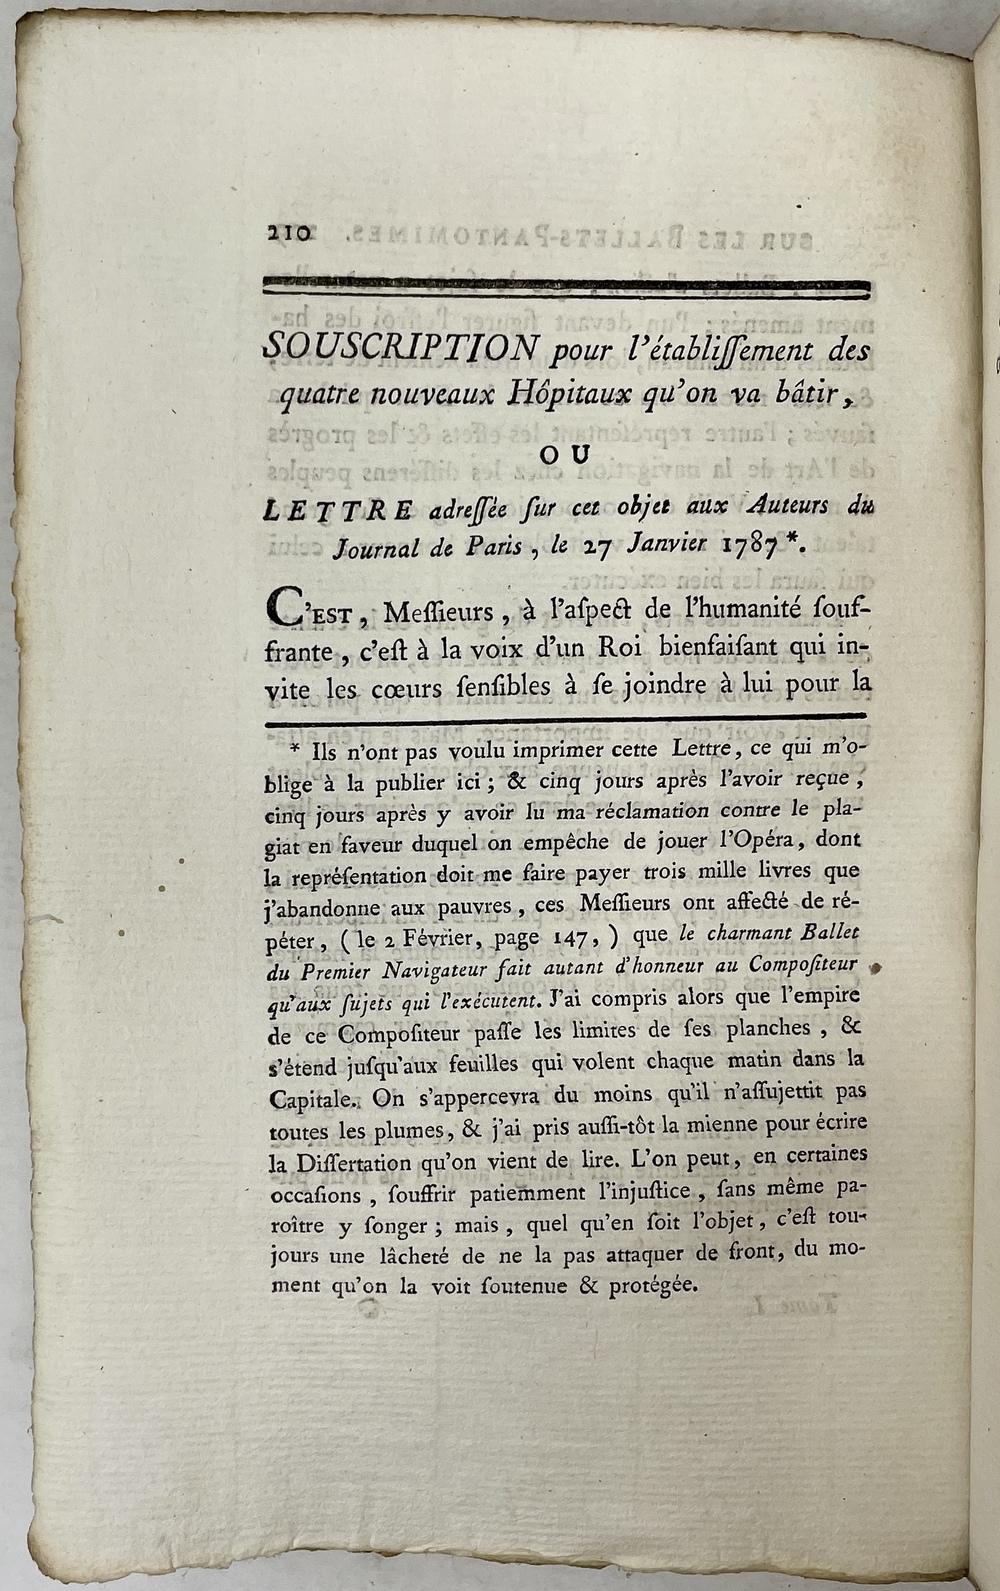 210
SOUSCRIPTION pour l'établiſſement des
quatre nouveaux Hôpitaux qu'on va bâtir,
OU
LETTRE adreſſée ſur cet objet aux Auteurs du
Journal de Paris, le 27 Janvier 1787 *.
C'EST, Meſſieurs, à l'aſpect de l'humanité ſouf-
frante, c'eſt à la voix d'un Roi bienfaiſant qui in-
vite les cœurs ſenſibles à ſe joindre à lui pour la
* Ils n'ont pas voulu imprimer cette Lettre, ce qui m'o-
blige à la publier ici; & cinq jours après l'avoir reçue,
cinq jours après y avoir lu ma réclamation contre le pla-
giat en faveur duquel on empêche de jouer l'Opéra, dont
la repréſentation doit me faire payer trois mille livres que
j'abandonne aux pauvres, ces Meſſieurs ont affecté de ré-
péter, (le 2 Février, page 147,) que le charmant Ballet
du Premier Navigateur fait autant d'honneur au Compoſiteur
qu'aux ſujets qui l'exécutent. J'ai compris alors que l'empire
de ce Compoſiteur paſſe les limites de ſes planches, &
s'étend juſqu'aux feuilles qui volent chaque matin dans la
Capitale. On s'appercevra du moins qu'il n'aſſujettit pas
toutes les plumes, & j'ai pris auſſi-tôt la mienne pour écrire
la Diſſertation qu'on vient de lire. L'on peut, en certaines
occaſions, ſouffrir patiemment l'injuſtice, ſans même pa-
roître y ſonger; mais, quel qu'en ſoit l'objet, c'eſt tou-
jours une lâcheté de ne la pas attaquer de front, du mo-
ment qu'on la voit ſoutenue & protégée.